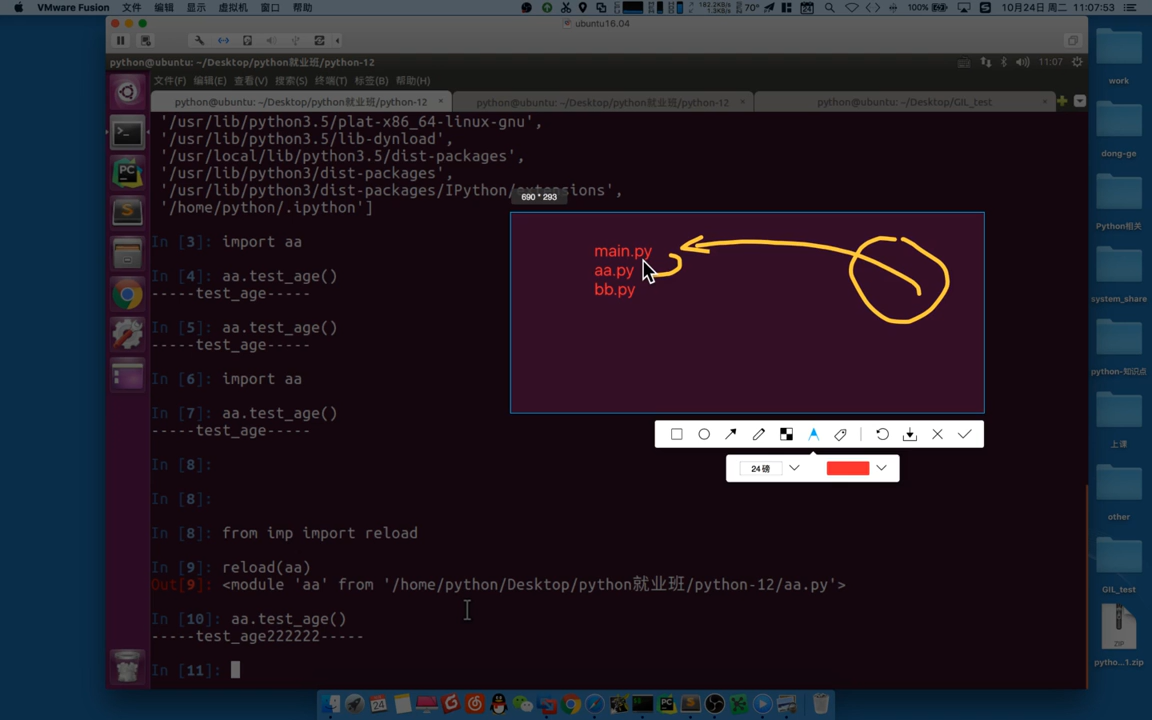 VMware Fusion 文件 编辑 显示 虚拟机 窗口 帮助
182.2KB/s
1.3KB/s
70°
100%
10月24日 周二 11:07:53
ubuntu16.04
python@ubuntu: ~/Desktop/python就业班/python-12
11:07
文件(F) 编辑(E) 查看(V) 搜索(S) 终端(T) 标签(B) 帮助(H)
python@ubuntu: ~/Desktop/python就业班/python-12 × python@ubuntu: ~/Desktop/python就业班/python-12 × python@ubuntu: ~/Desktop/GIL_test ×
'/usr/lib/python3.5/plat-x86_64-linux-gnu',
'/usr/lib/python3.5/lib-dynload',
'/usr/local/lib/python3.5/dist-packages',
'/usr/lib/python3/dist-packages',
'/usr/lib/python3/dist-packages/IPython/extensions',
'/home/python/.ipython']
In [3]: import aa
In [4]: aa.test_age()
-----test_age-----
In [5]: aa.test_age()
-----test_age-----
In [6]: import aa
In [7]: aa.test_age()
-----test_age-----
In [8]:
In [8]:
In [8]: from imp import reload
In [9]: reload(aa)
Out[9]: <module 'aa' from '/home/python/Desktop/python就业班/python-12/aa.py'>
In [10]: aa.test_age()
-----test_age222222-----
In [11]:
690 * 293
main.py
aa.py
bb.py
24磅
work
dong-ge
Python相关
system_share
python-知识点
上课
other
GIL_test
ZIP
pytho...1.zip